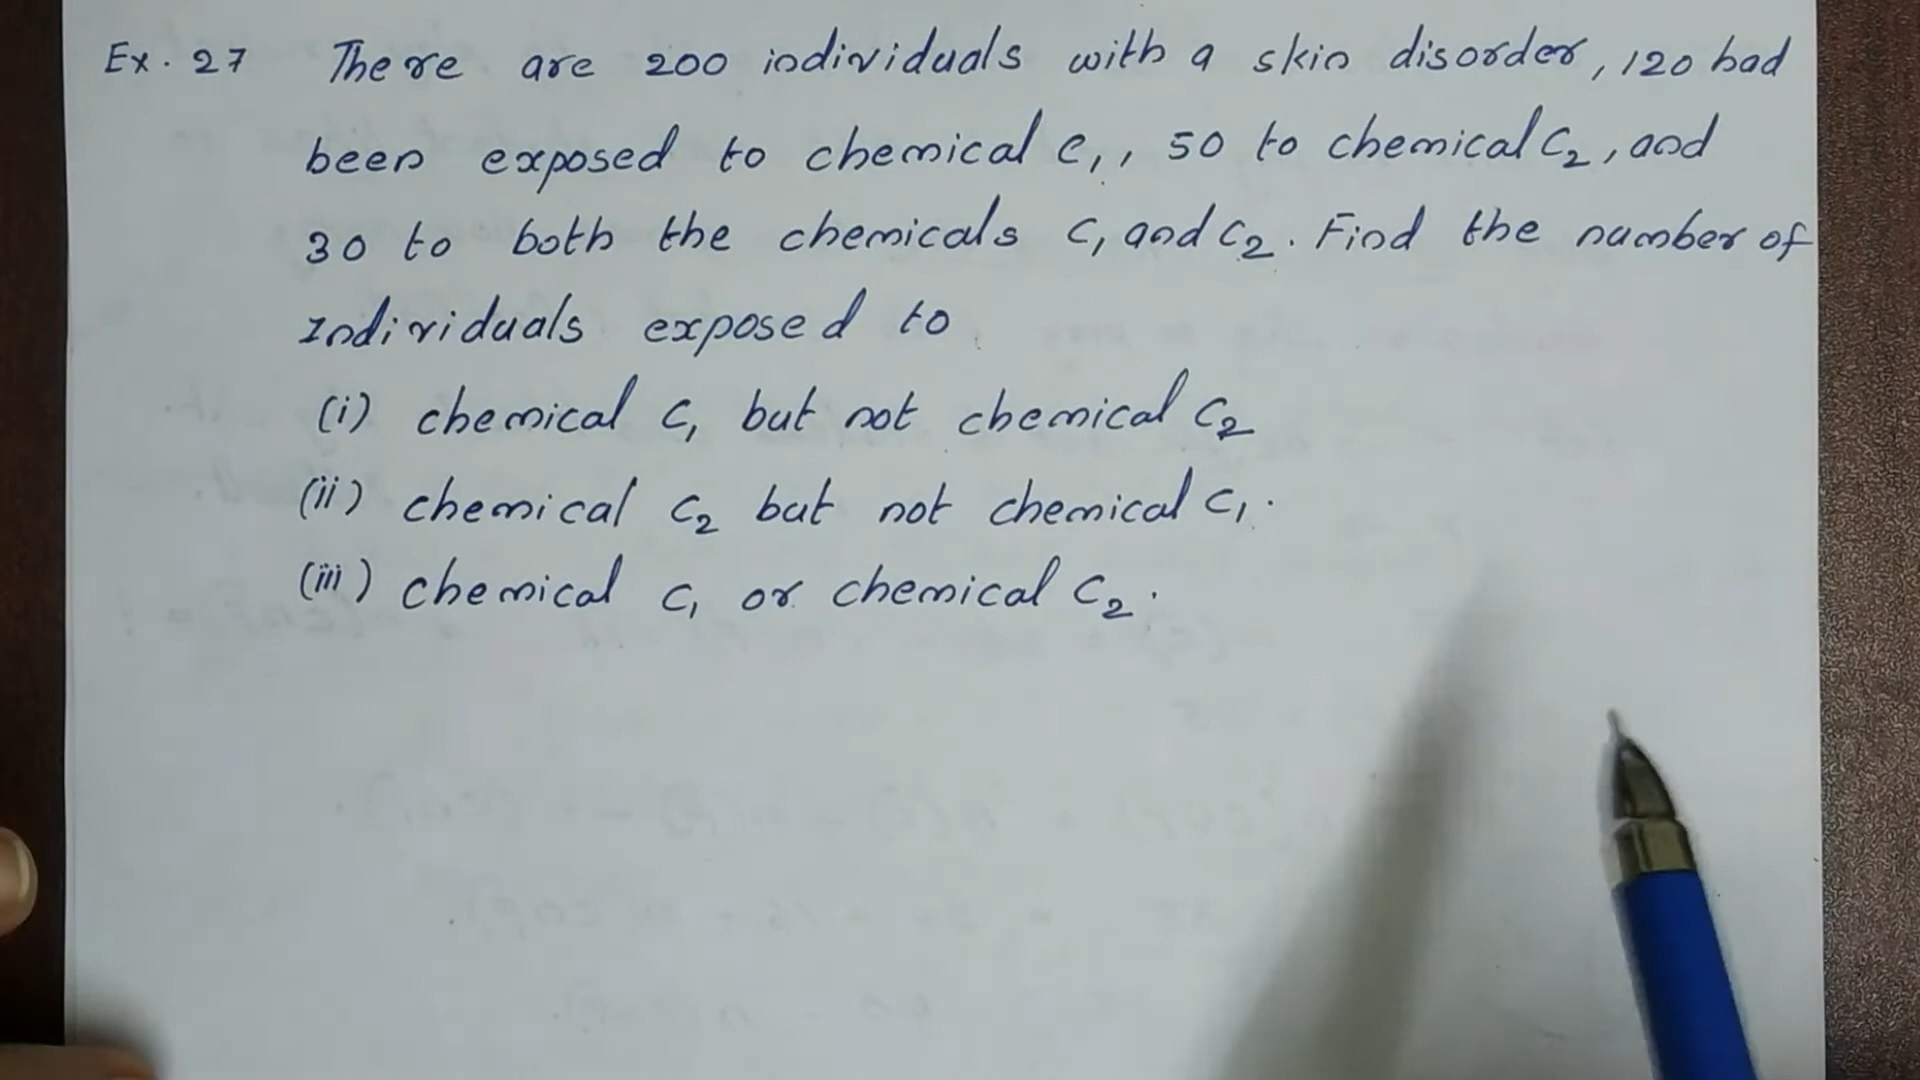 Ex. 27 There are 200 individuals with a skin disorder, 120 had
been exposed to chemical C₁, 50 to chemical C₂, and
30 to both the chemicals C₁ and C₂. Find the number of
Individuals exposed to
(i) chemical C₁ but not chemical C₂
(ii) chemical C₂ but not chemical C₁.
(iii) chemical C₁ or chemical C₂.